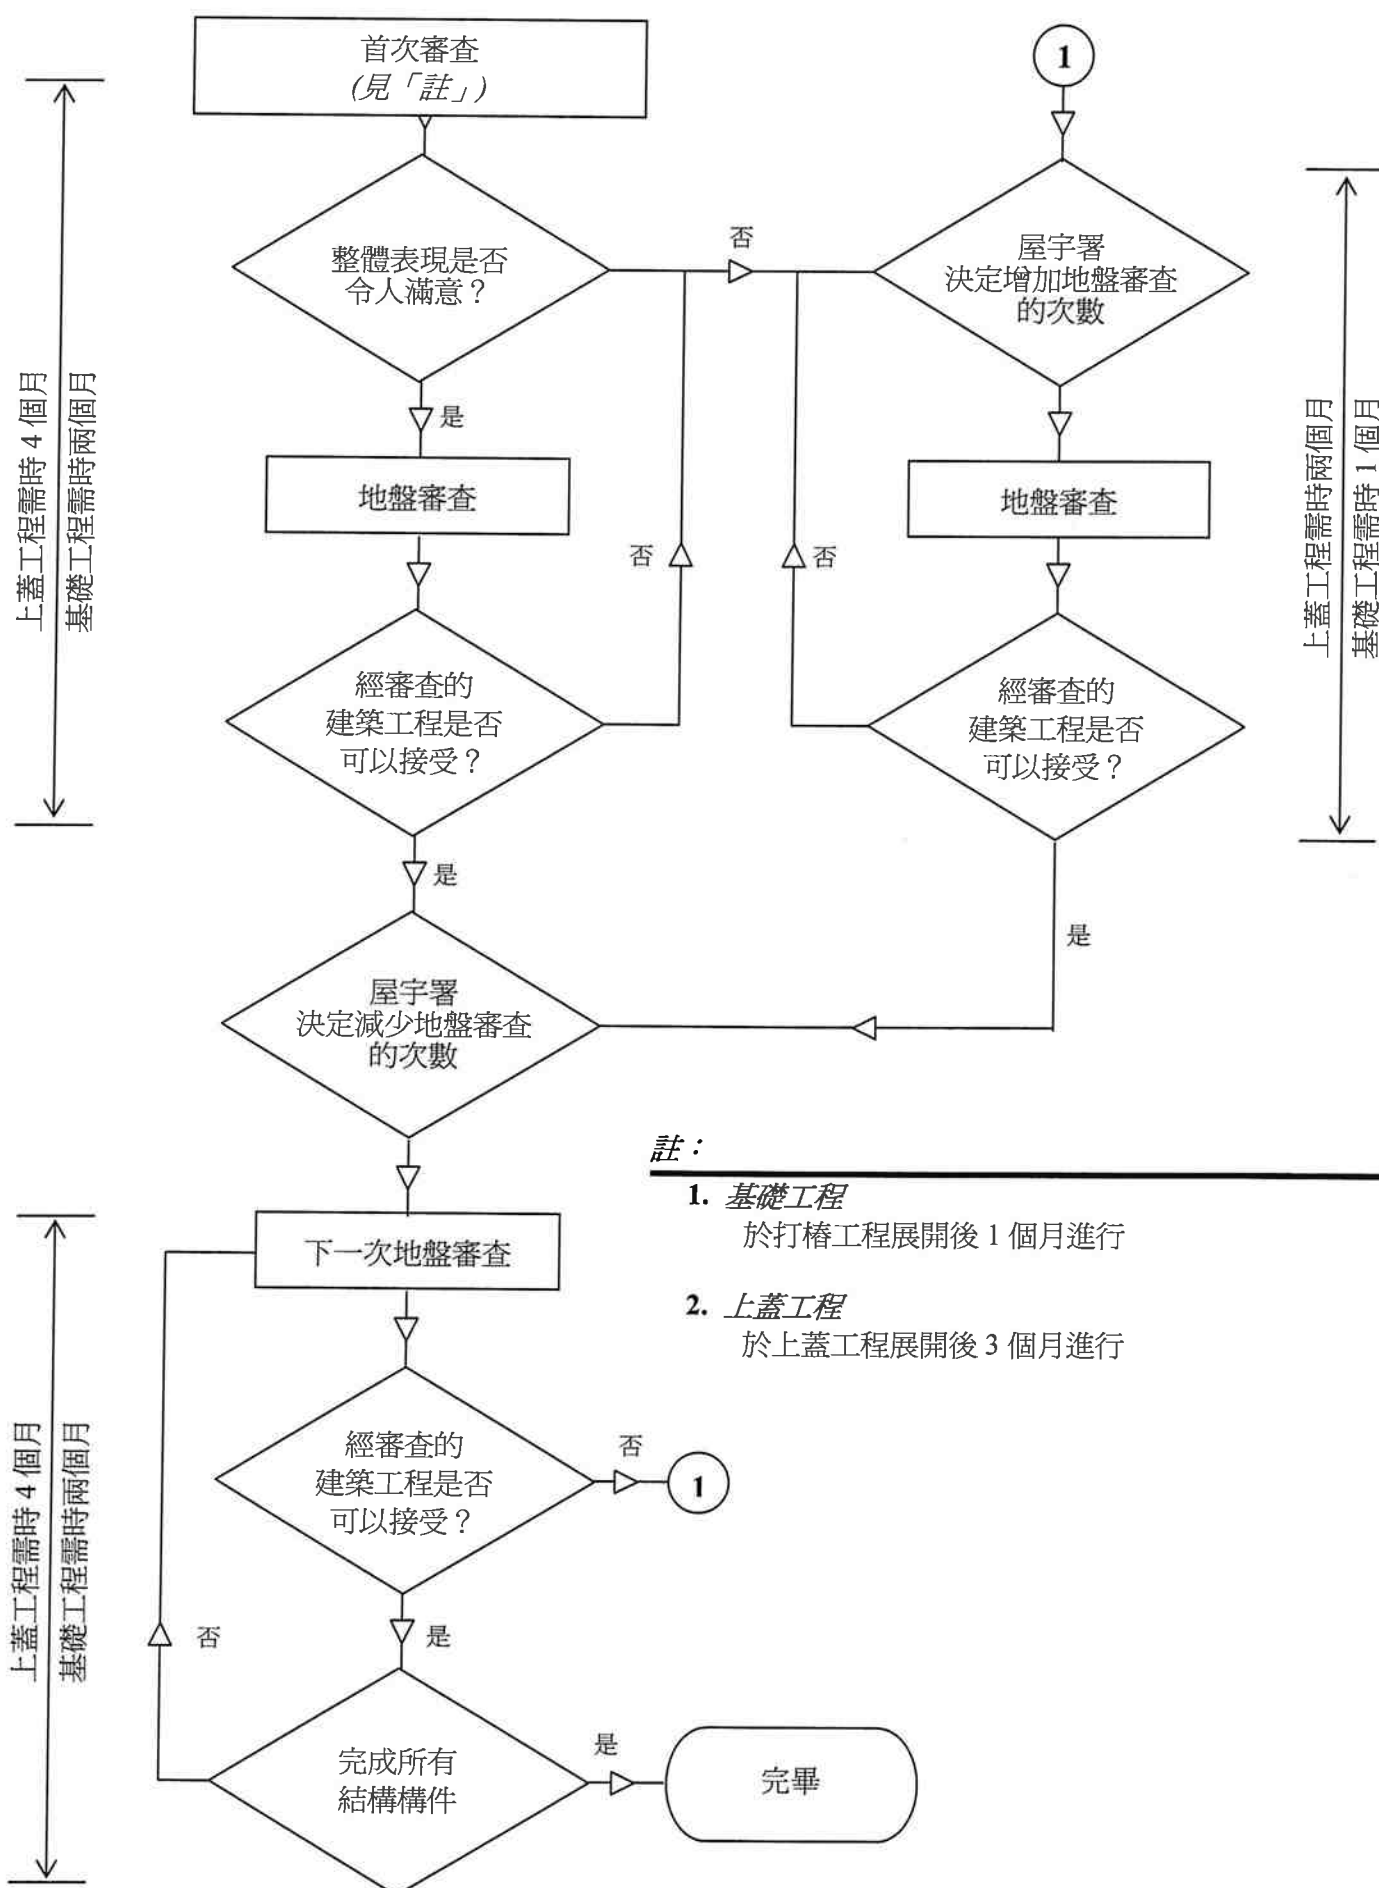 首次審查
(見「註」)
1
整體表現是否
令人滿意？
否
屋宇署
決定增加地盤審查
的次數
是
地盤審查
地盤審查
否
否
上蓋工程需時 4 個月
基礎工程需時兩個月
上蓋工程需時兩個月
基礎工程需時 1 個月
經審查的
建築工程是否
可以接受？
經審查的
建築工程是否
可以接受？
是
是
屋宇署
決定減少地盤審查
的次數
註：
1. 基礎工程
於打樁工程展開後 1 個月進行
2. 上蓋工程
於上蓋工程展開後 3 個月進行
下一次地盤審查
上蓋工程需時 4 個月
基礎工程需時兩個月
經審查的
建築工程是否
可以接受？
否
1
是
否
完成所有
結構構件
是
完畢